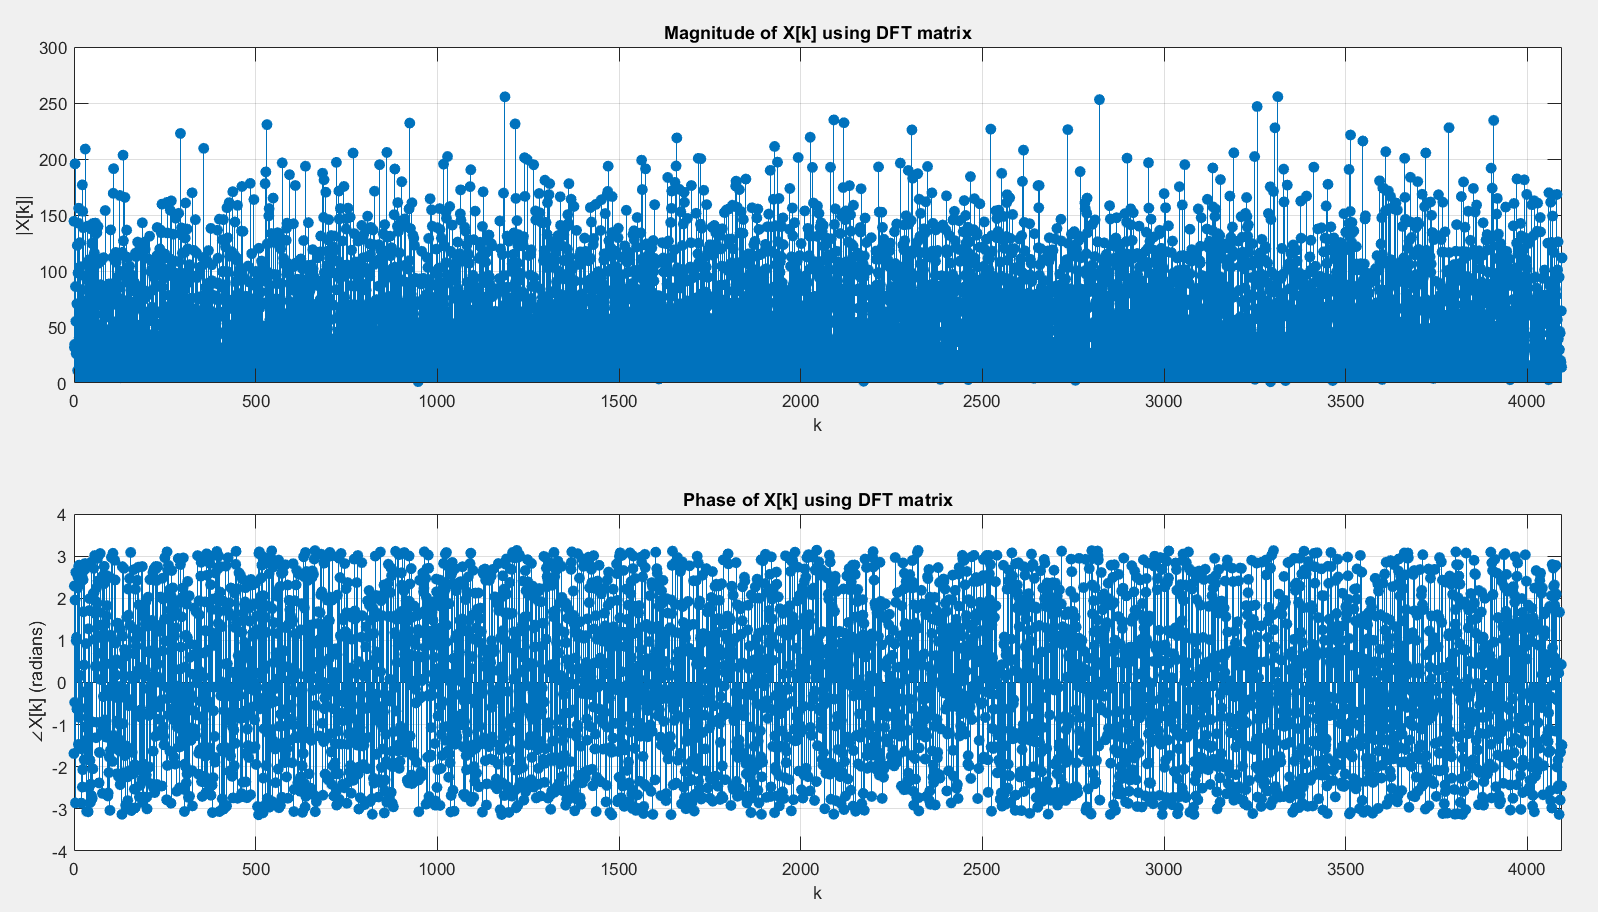 Magnitude of X[k] using DFT matrix
300
250
200
150
100
50
0
|X[k]|
0 500 1000 1500 2000 2500 3000 3500 4000
k
Phase of X[k] using DFT matrix
4
3
2
1
0
-1
-2
-3
-4
∠X[k] (radians)
0 500 1000 1500 2000 2500 3000 3500 4000
k